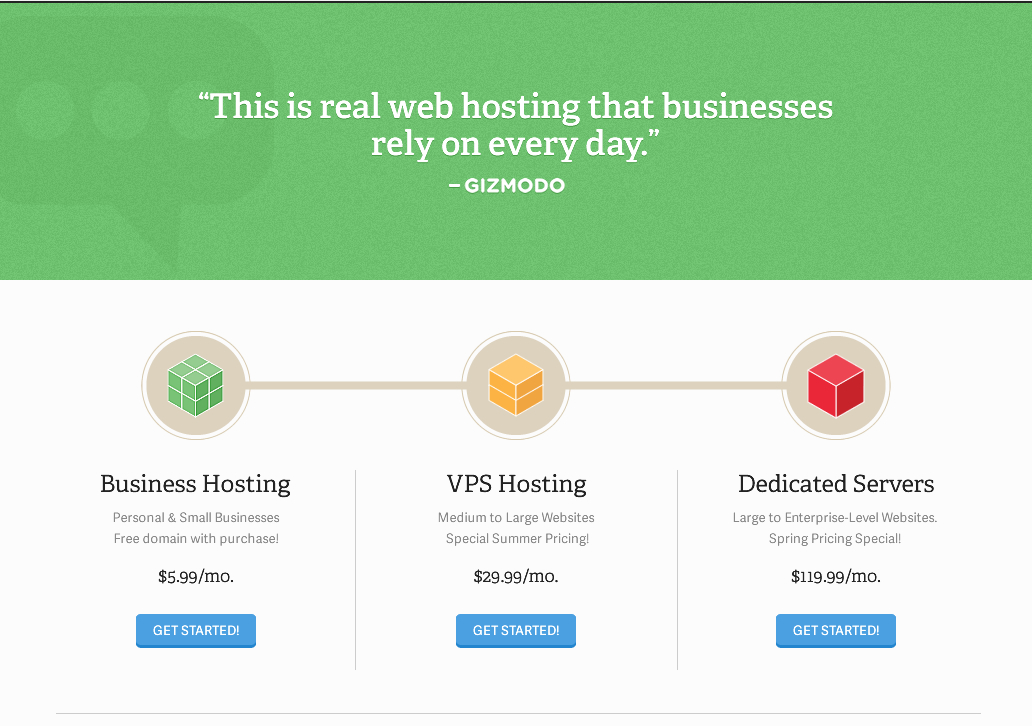 “This is real web hosting that businesses
rely on every day.”
– GIZMODO
Business Hosting
Personal & Small Businesses
Free domain with purchase!
$5.99/mo.
GET STARTED!
VPS Hosting
Medium to Large Websites
Special Summer Pricing!
$29.99/mo.
GET STARTED!
Dedicated Servers
Large to Enterprise-Level Websites.
Spring Pricing Special!
$119.99/mo.
GET STARTED!